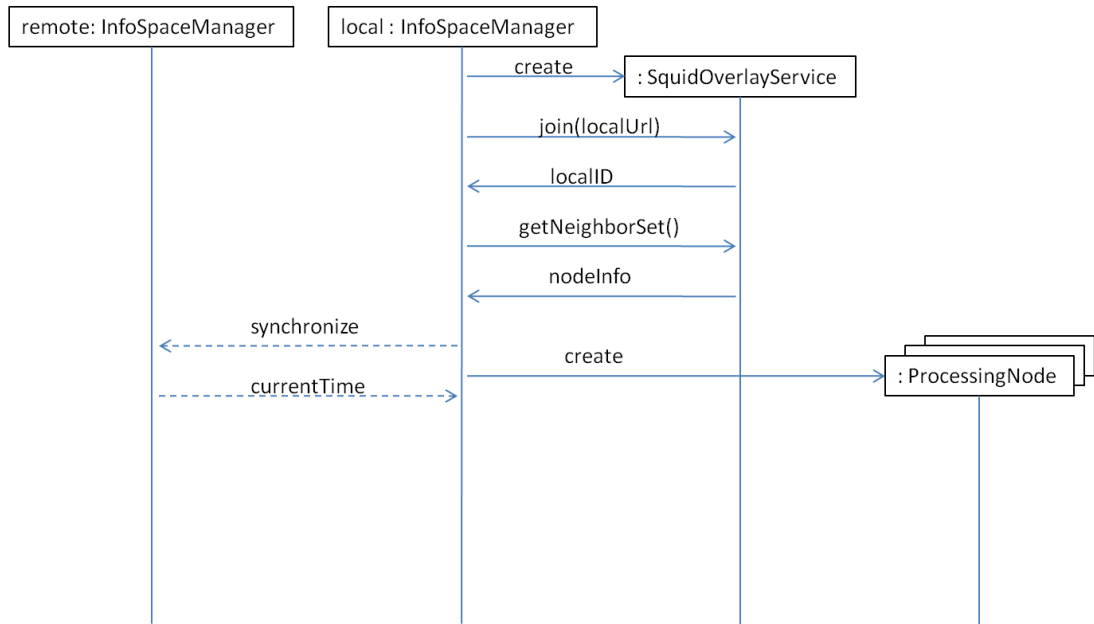 remote: InfoSpaceManager
local : InfoSpaceManager
create
: SquidOverlayService
join(localUrl)
localID
getNeighborSet()
nodeInfo
synchronize
create
: ProcessingNode
currentTime